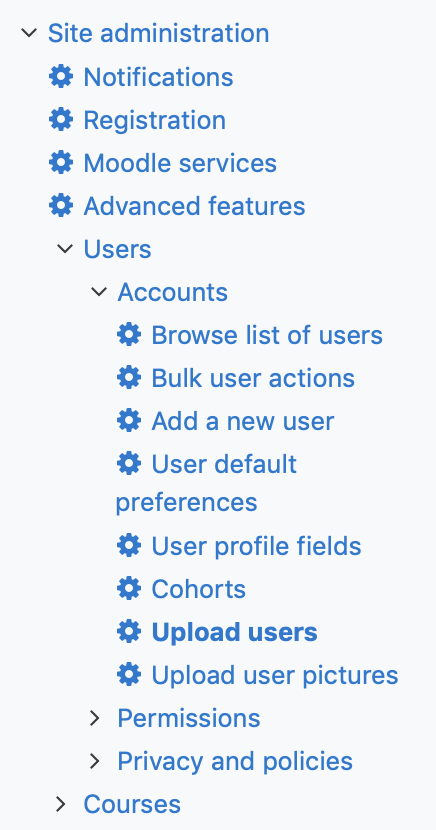 Site administration
Notifications
Registration
Moodle services
Advanced features
Users
Accounts
Browse list of users
Bulk user actions
Add a new user
User default
preferences
User profile fields
Cohorts
Upload users
Upload user pictures
Permissions
Privacy and policies
Courses